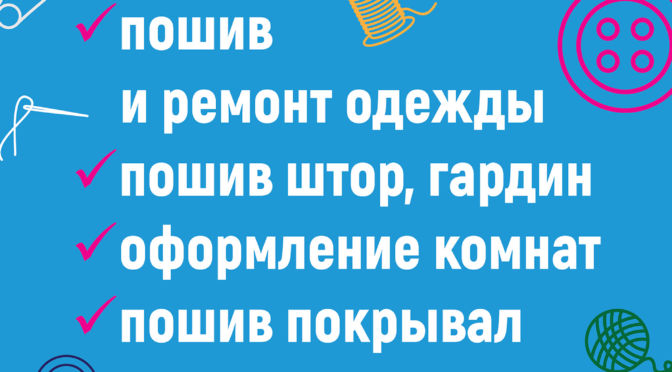 пошив
и ремонт одежды
пошив штор, гардин
оформление комнат
пошив покрывал